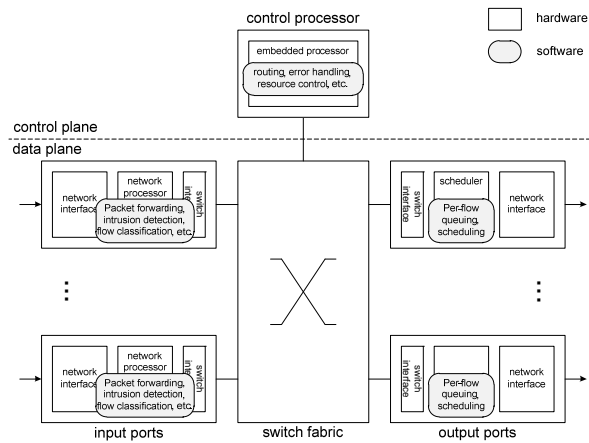 control processor
hardware
embedded processor
software
routing, error handling,
resource control, etc.
control plane
data plane
network
interface
network
processor
switch
Packet forwarding,
intrusion detection,
flow classification, etc.
switch
interface
scheduler
Per-flow
queuing,
scheduling
network
interface
network
interface
network
processor
switch
Packet forwarding,
intrusion detection,
flow classification, etc.
switch
interface
Per-flow
queuing,
scheduling
network
interface
input ports
switch fabric
output ports